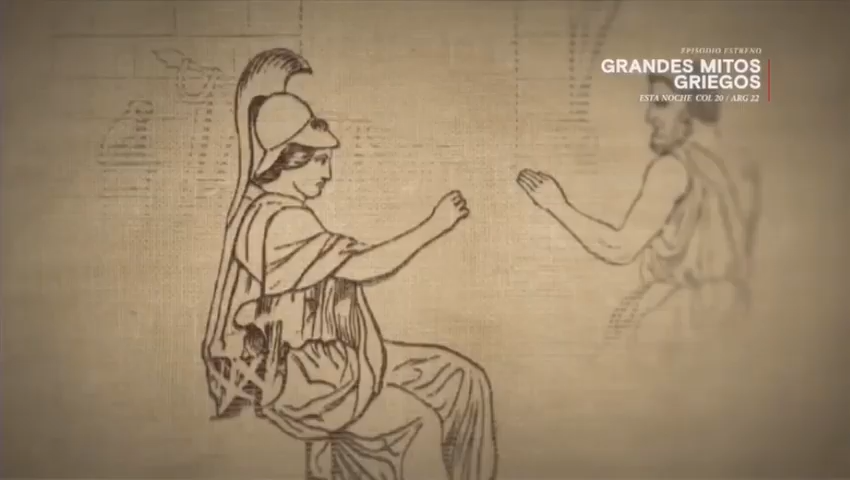 EPISODIO ESTRENO
GRANDES MITOS
GRIEGOS
ESTA NOCHE COL 20 / ARG 22